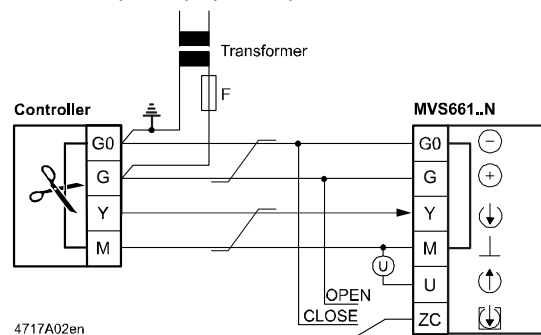 Transformer
F
Controller
MVS661..N
G0
G0
G
G
Y
Y
M
M
U
U
OPEN
CLOSE
ZC
4717A02en